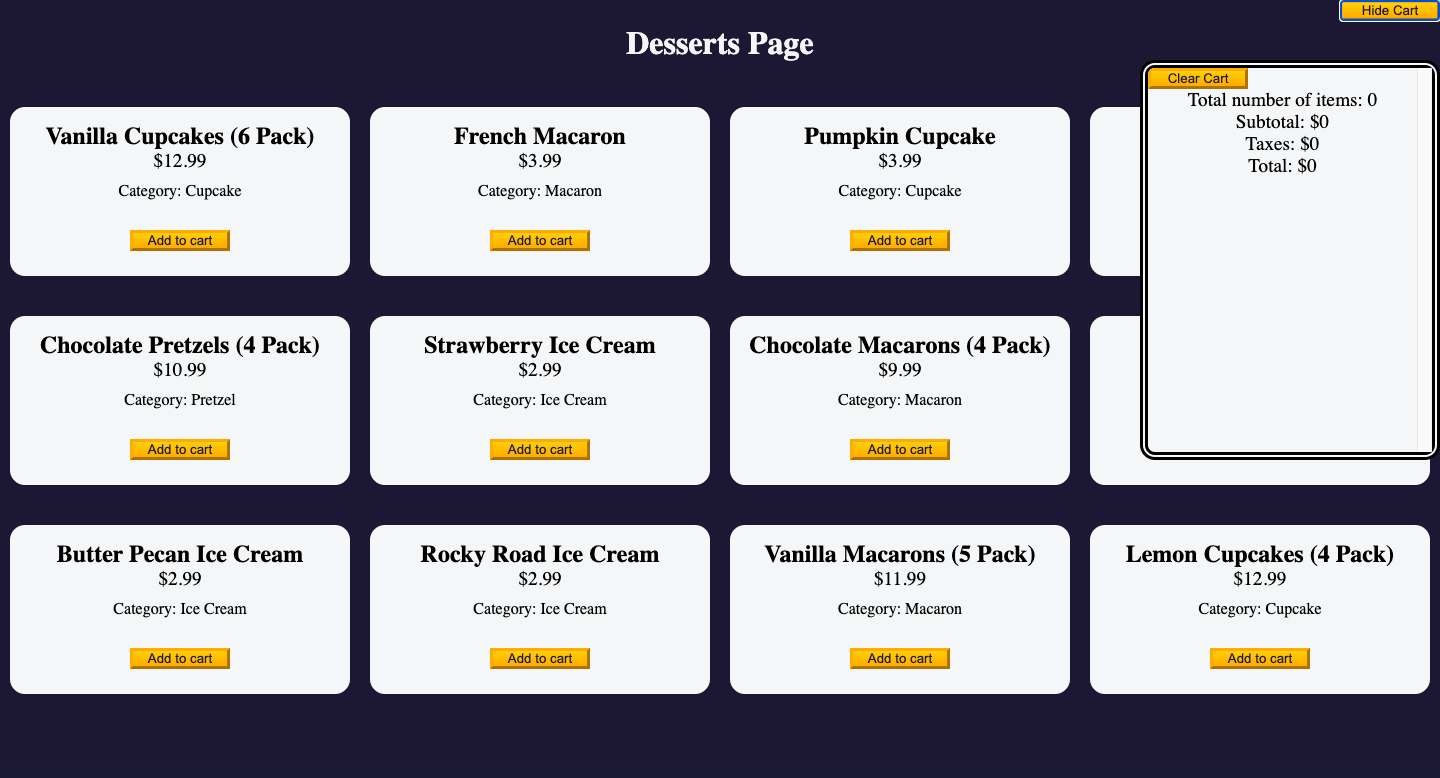 Hide Cart
Desserts Page
Clear Cart
Total number of items: 0
Subtotal: $0
Taxes: $0
Total: $0
Vanilla Cupcakes (6 Pack)
$12.99
Category: Cupcake
Add to cart
French Macaron
$3.99
Category: Macaron
Add to cart
Pumpkin Cupcake
$3.99
Category: Cupcake
Add to cart
Chocolate Pretzels (4 Pack)
$10.99
Category: Pretzel
Add to cart
Strawberry Ice Cream
$2.99
Category: Ice Cream
Add to cart
Chocolate Macarons (4 Pack)
$9.99
Category: Macaron
Add to cart
Butter Pecan Ice Cream
$2.99
Category: Ice Cream
Add to cart
Rocky Road Ice Cream
$2.99
Category: Ice Cream
Add to cart
Vanilla Macarons (5 Pack)
$11.99
Category: Macaron
Add to cart
Lemon Cupcakes (4 Pack)
$12.99
Category: Cupcake
Add to cart